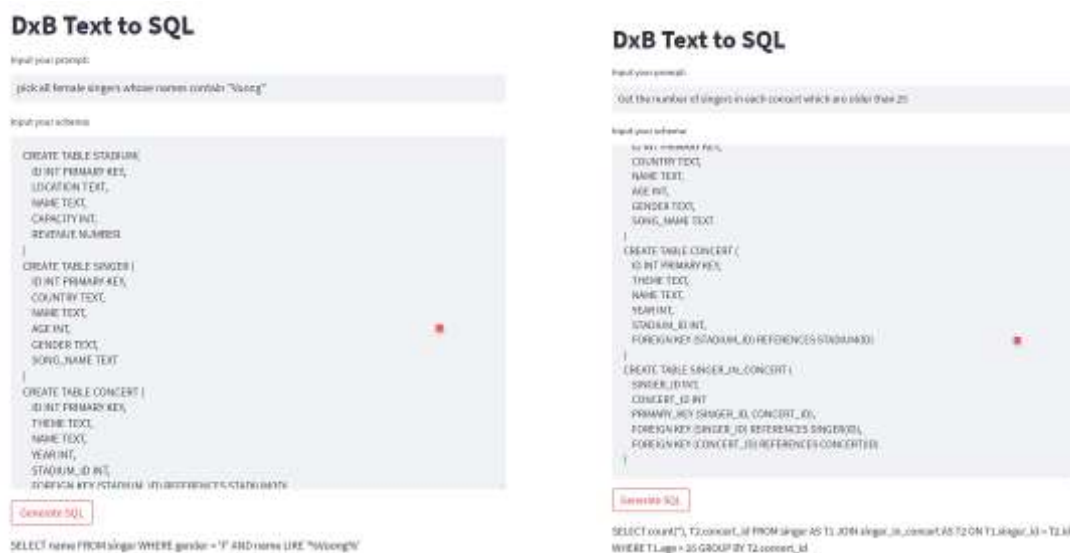 DxB Text to SQL
Input your prompt:
pick all female singers whose names contain "Vuong"
Input your schema:
CREATE TABLE STADIUM(
ID INT PRIMARY KEY,
LOCATION TEXT,
NAME TEXT,
CAPACITY INT,
REVENUE NUMBER
)
CREATE TABLE SINGER (
ID INT PRIMARY KEY,
COUNTRY TEXT,
NAME TEXT,
AGE INT,
GENDER TEXT,
SONG_NAME TEXT
)
CREATE TABLE CONCERT (
ID INT PRIMARY KEY,
THEME TEXT,
NAME TEXT,
YEAR INT,
STADIUM_ID INT,
FOREIGN KEY (STADIUM_ID) REFERENCES STADIUM(ID)
Generate SQL
SELECT name FROM singer WHERE gender = 'F' AND name LIKE '%Vuong%'
DxB Text to SQL
Input your prompt:
Get the number of singers in each concert which are older than 25
Input your schema:
ID INT PRIMARY KEY,
COUNTRY TEXT,
NAME TEXT,
AGE INT,
GENDER TEXT,
SONG_NAME TEXT
)
CREATE TABLE CONCERT (
ID INT PRIMARY KEY,
THEME TEXT,
NAME TEXT,
YEAR INT,
STADIUM_ID INT,
FOREIGN KEY (STADIUM_ID) REFERENCES STADIUM(ID)
)
CREATE TABLE SINGER_IN_CONCERT (
SINGER_ID INT,
CONCERT_ID INT
PRIMARY_KEY (SINGER_ID, CONCERT_ID),
FOREIGN KEY (SINGER_ID) REFERENCES SINGER(ID),
FOREIGN KEY (CONCERT_ID) REFERENCES CONCERT(ID)
)
Generate SQL
SELECT count(*), T2.concert_id FROM singer AS T1 JOIN singer_in_concert AS T2 ON T1.singer_id = T2.
WHERE T1.age > 25 GROUP BY T2.concert_id